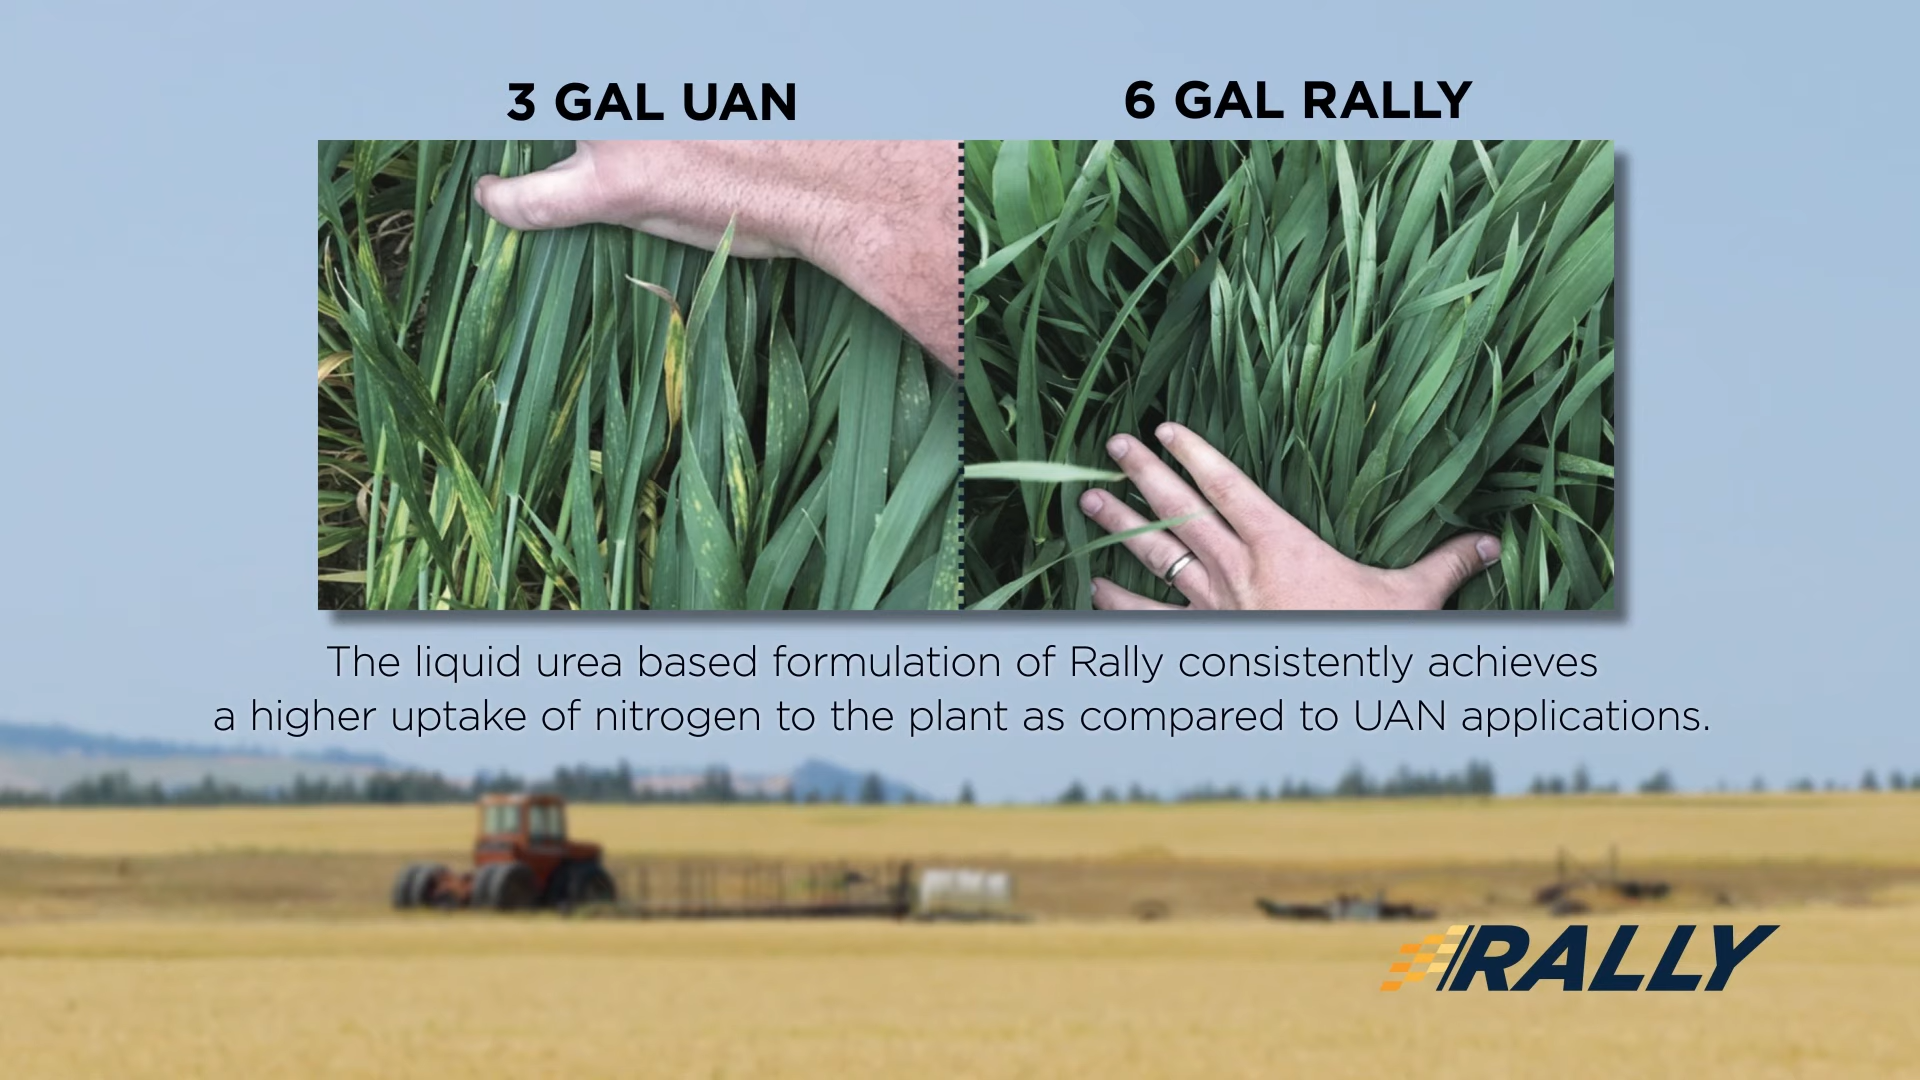 3 GAL UAN
6 GAL RALLY
The liquid urea based formulation of Rally consistently achieves
a higher uptake of nitrogen to the plant as compared to UAN applications.
RALLY